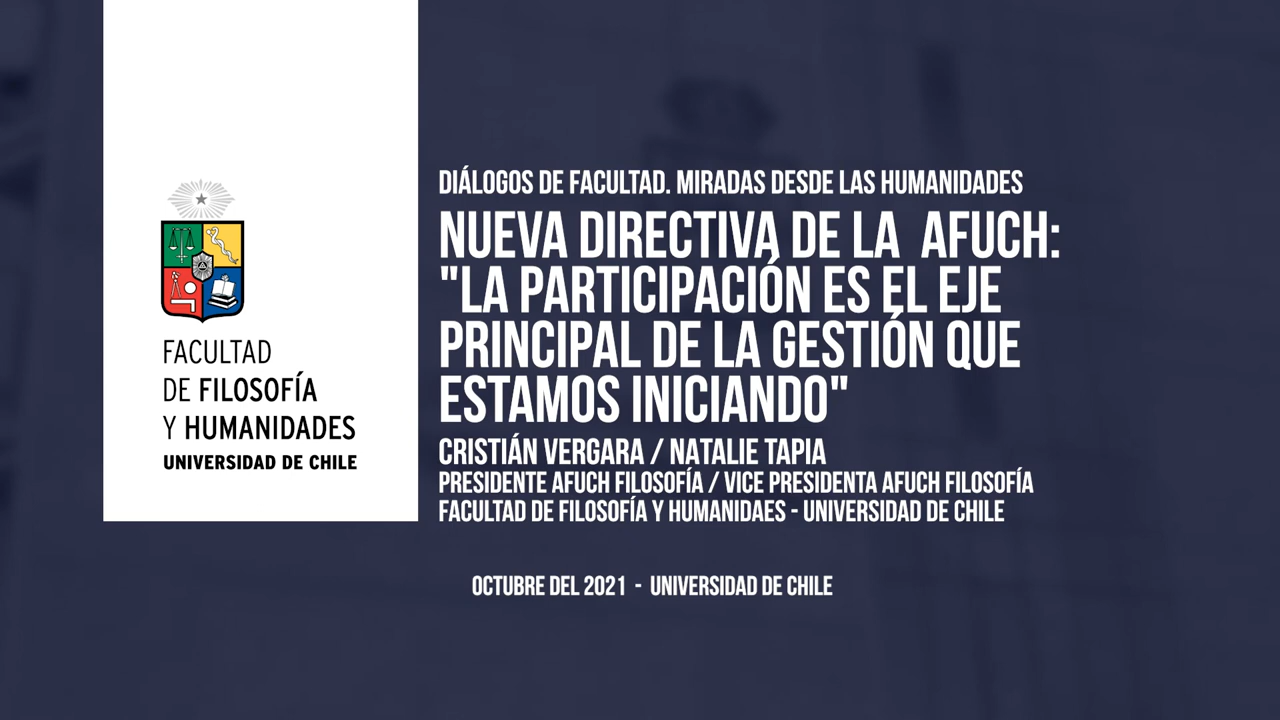 FACULTAD
DE FILOSOFÍA
Y HUMANIDADES
UNIVERSIDAD DE CHILE
DIÁLOGOS DE FACULTAD. MIRADAS DESDE LAS HUMANIDADES
NUEVA DIRECTIVA DE LA AFUCH:
"LA PARTICIPACIÓN ES EL EJE
PRINCIPAL DE LA GESTIÓN QUE
ESTAMOS INICIANDO"
CRISTIÁN VERGARA / NATALIE TAPIA
PRESIDENTE AFUCH FILOSOFÍA / VICE PRESIDENTA AFUCH FILOSOFÍA
FACULTAD DE FILOSOFÍA Y HUMANIDAES - UNIVERSIDAD DE CHILE
OCTUBRE DEL 2021 - UNIVERSIDAD DE CHILE